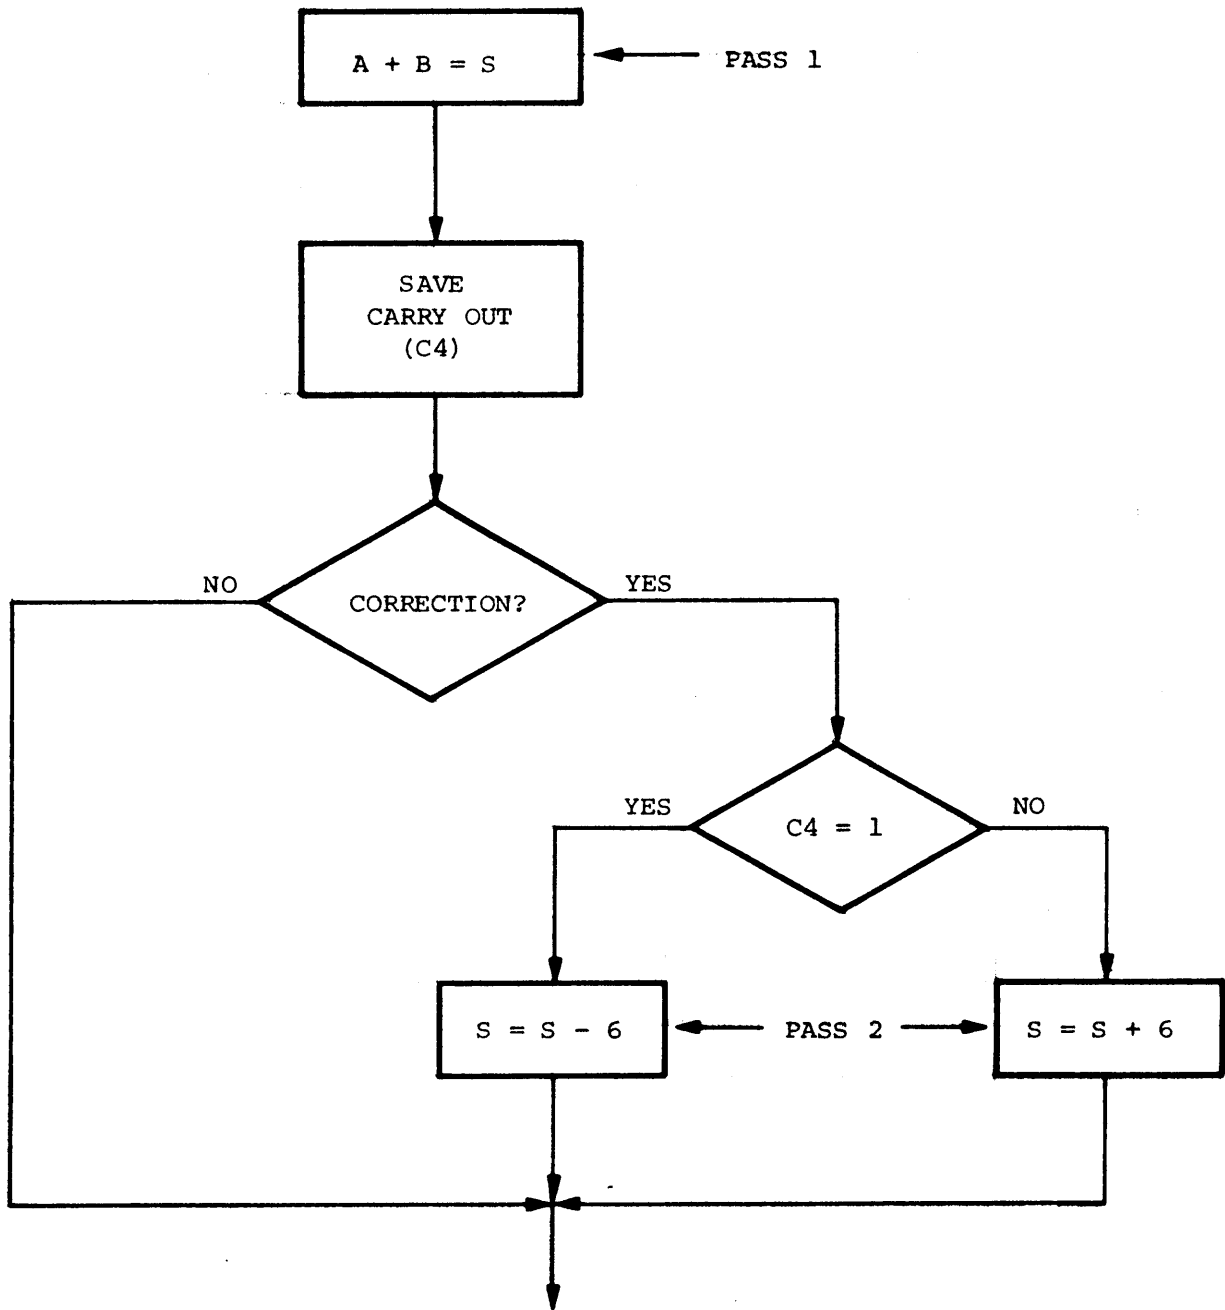 A + B = S
PASS 1
SAVE
CARRY OUT
(C4)
NO
CORRECTION?
YES
YES
C4 = 1
NO
S = S - 6
PASS 2
S = S + 6